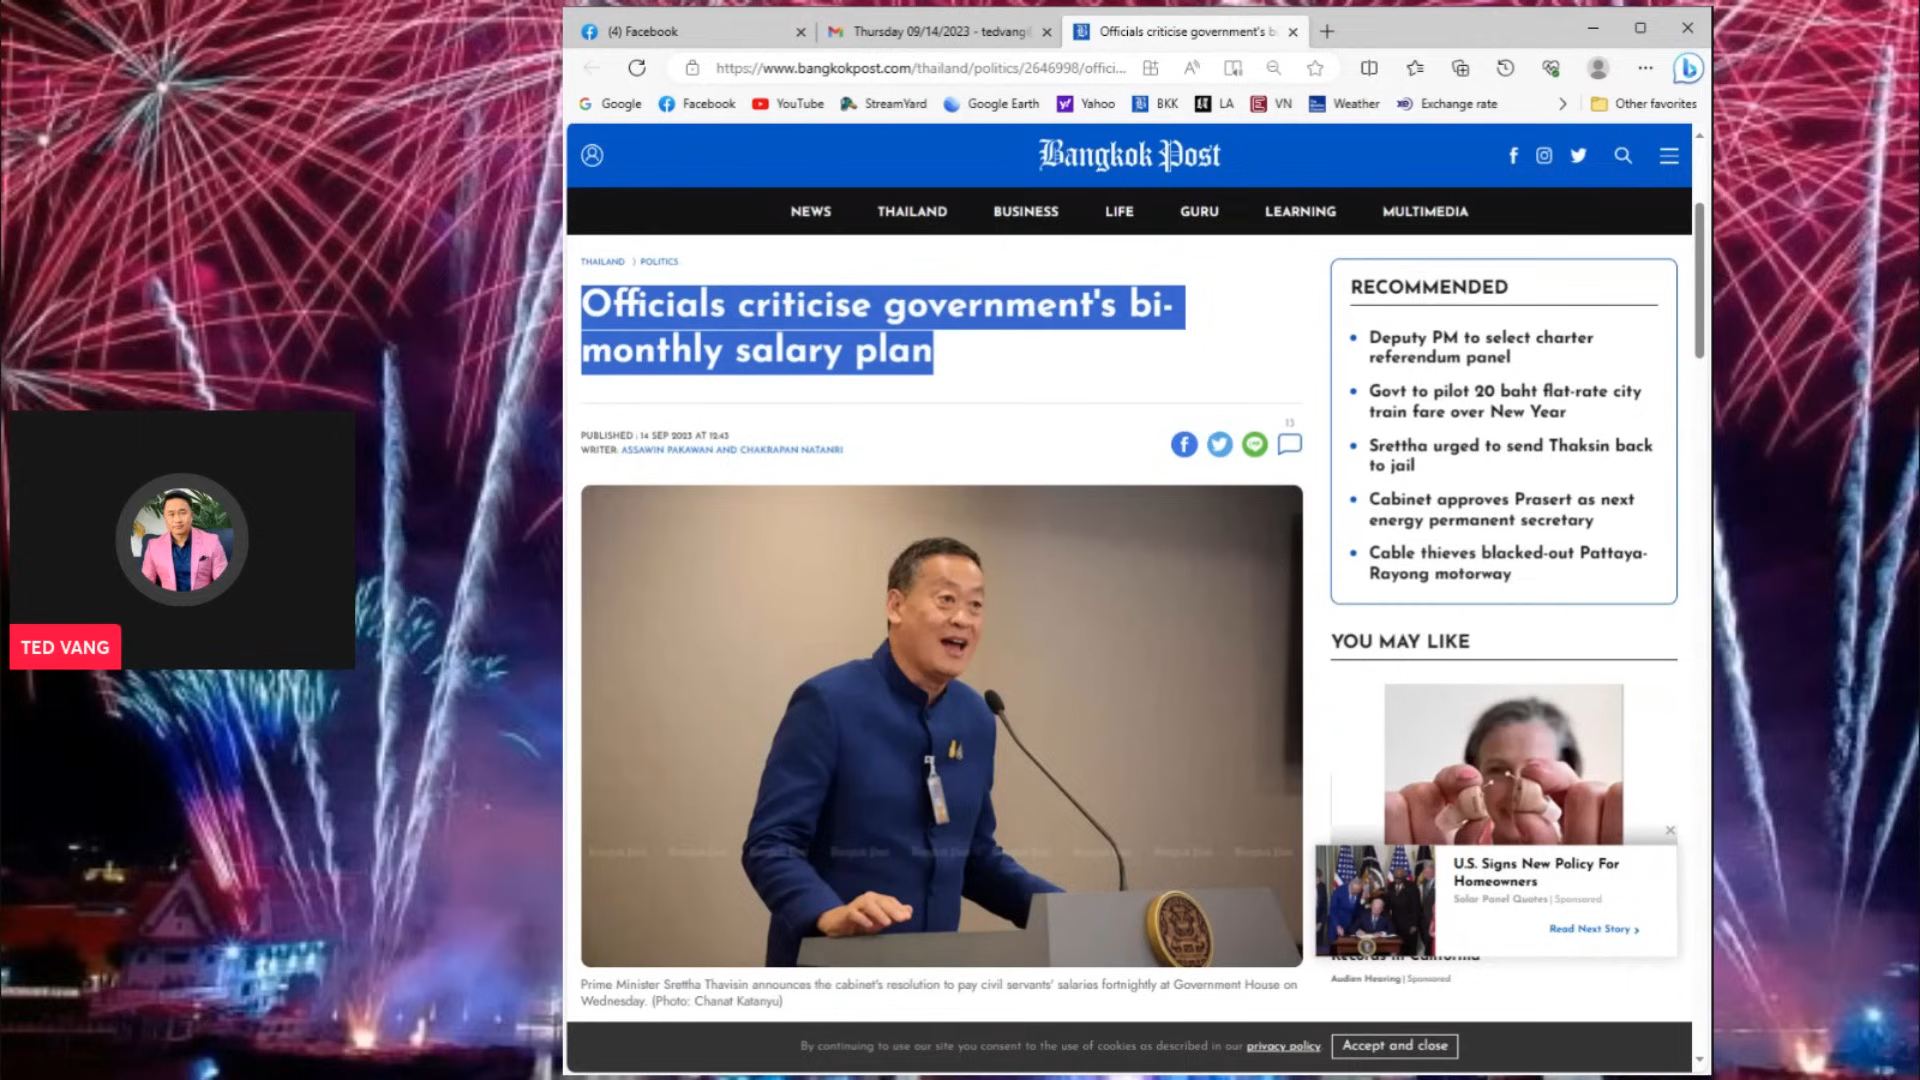 (4) Facebook
Thursday 09/14/2023 - tedvang
Officials criticise government's b
https://www.bangkokpost.com/thailand/politics/2646998/offici...
Google
Facebook
YouTube
StreamYard
Google Earth
Yahoo
BKK
LA
VN
Weather
Exchange rate
Other favorites
Bangkok Post
NEWS
THAILAND
BUSINESS
LIFE
GURU
LEARNING
MULTIMEDIA
THAILAND 〉 POLITICS
Officials criticise government's bi-
monthly salary plan
PUBLISHED : 14 SEP 2023 AT 12:43
WRITER: ASSAWIN PAKAWAN AND CHAKRAPAN NATANRI
13
Prime Minister Srettha Thavisin announces the cabinet's resolution to pay civil servants' salaries fortnightly at Government House on
Wednesday. (Photo: Chanat Katanyu)
RECOMMENDED
Deputy PM to select charter
referendum panel
Govt to pilot 20 baht flat-rate city
train fare over New Year
Srettha urged to send Thaksin back
to jail
Cabinet approves Prasert as next
energy permanent secretary
Cable thieves blacked-out Pattaya-
Rayong motorway
YOU MAY LIKE
U.S. Signs New Policy For
Homeowners
Solar Panel Quotes | Sponsored
Read Next Story
Records in California
Audien Hearing | Sponsored
By continuing to use our site you consent to the use of cookies as described in our privacy policy
Accept and close
TED VANG